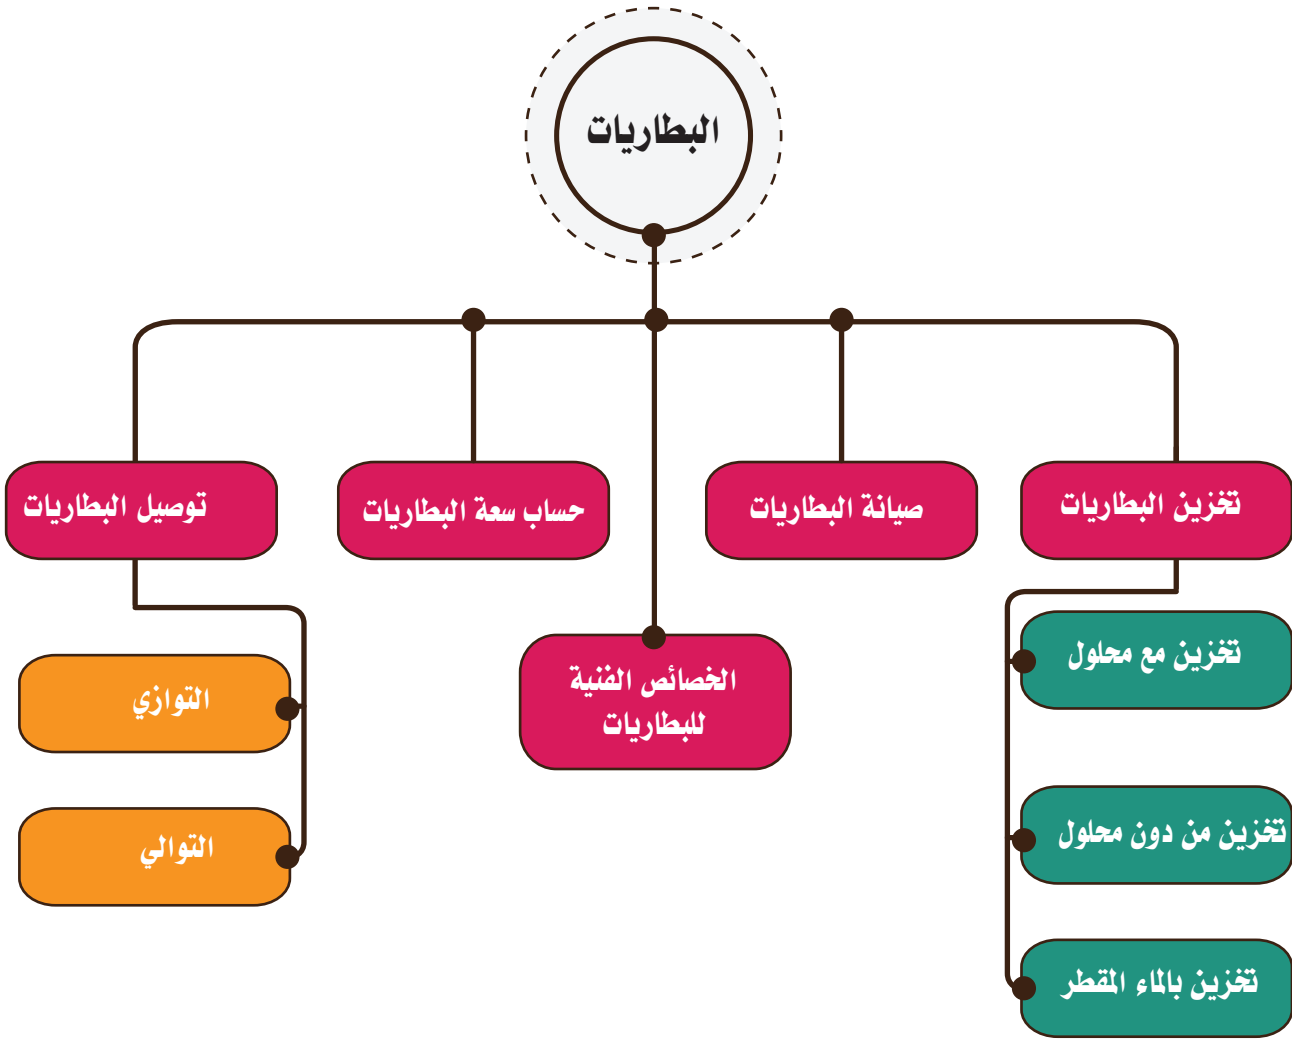 البطاريات
تخزين البطاريات
صيانة البطاريات
حساب سعة البطاريات
توصيل البطاريات
الخصائص الفنية
للبطاريات
تخزين مع محلول
تخزين من دون محلول
تخزين بالماء المقطر
التوازي
التوالي